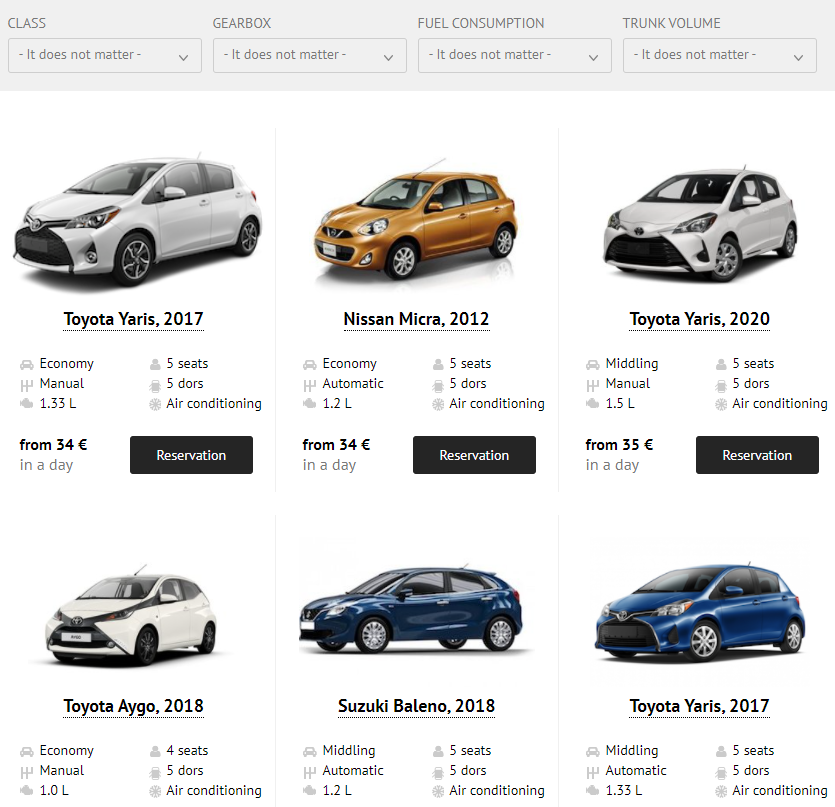 CLASS GEARBOX FUEL CONSUMPTION TRUNK VOLUME
- It does not matter - - It does not matter - - It does not matter - - It does not matter -
Toyota Yaris, 2017 Nissan Micra, 2012 Toyota Yaris, 2020
Economy 5 seats Economy 5 seats Middling 5 seats
Manual 5 dors Automatic 5 dors Manual 5 dors
1.33 L Air conditioning 1.2 L Air conditioning 1.5 L Air conditioning
from 34 € Reservation from 34 € Reservation from 35 € Reservation
in a day in a day in a day
AYGO
Toyota Aygo, 2018 Suzuki Baleno, 2018 Toyota Yaris, 2017
Economy 4 seats Middling 5 seats Middling 5 seats
Manual 5 dors Automatic 5 dors Automatic 5 dors
1.0 L Air conditioning 1.2 L Air conditioning 1.33 L Air conditioning